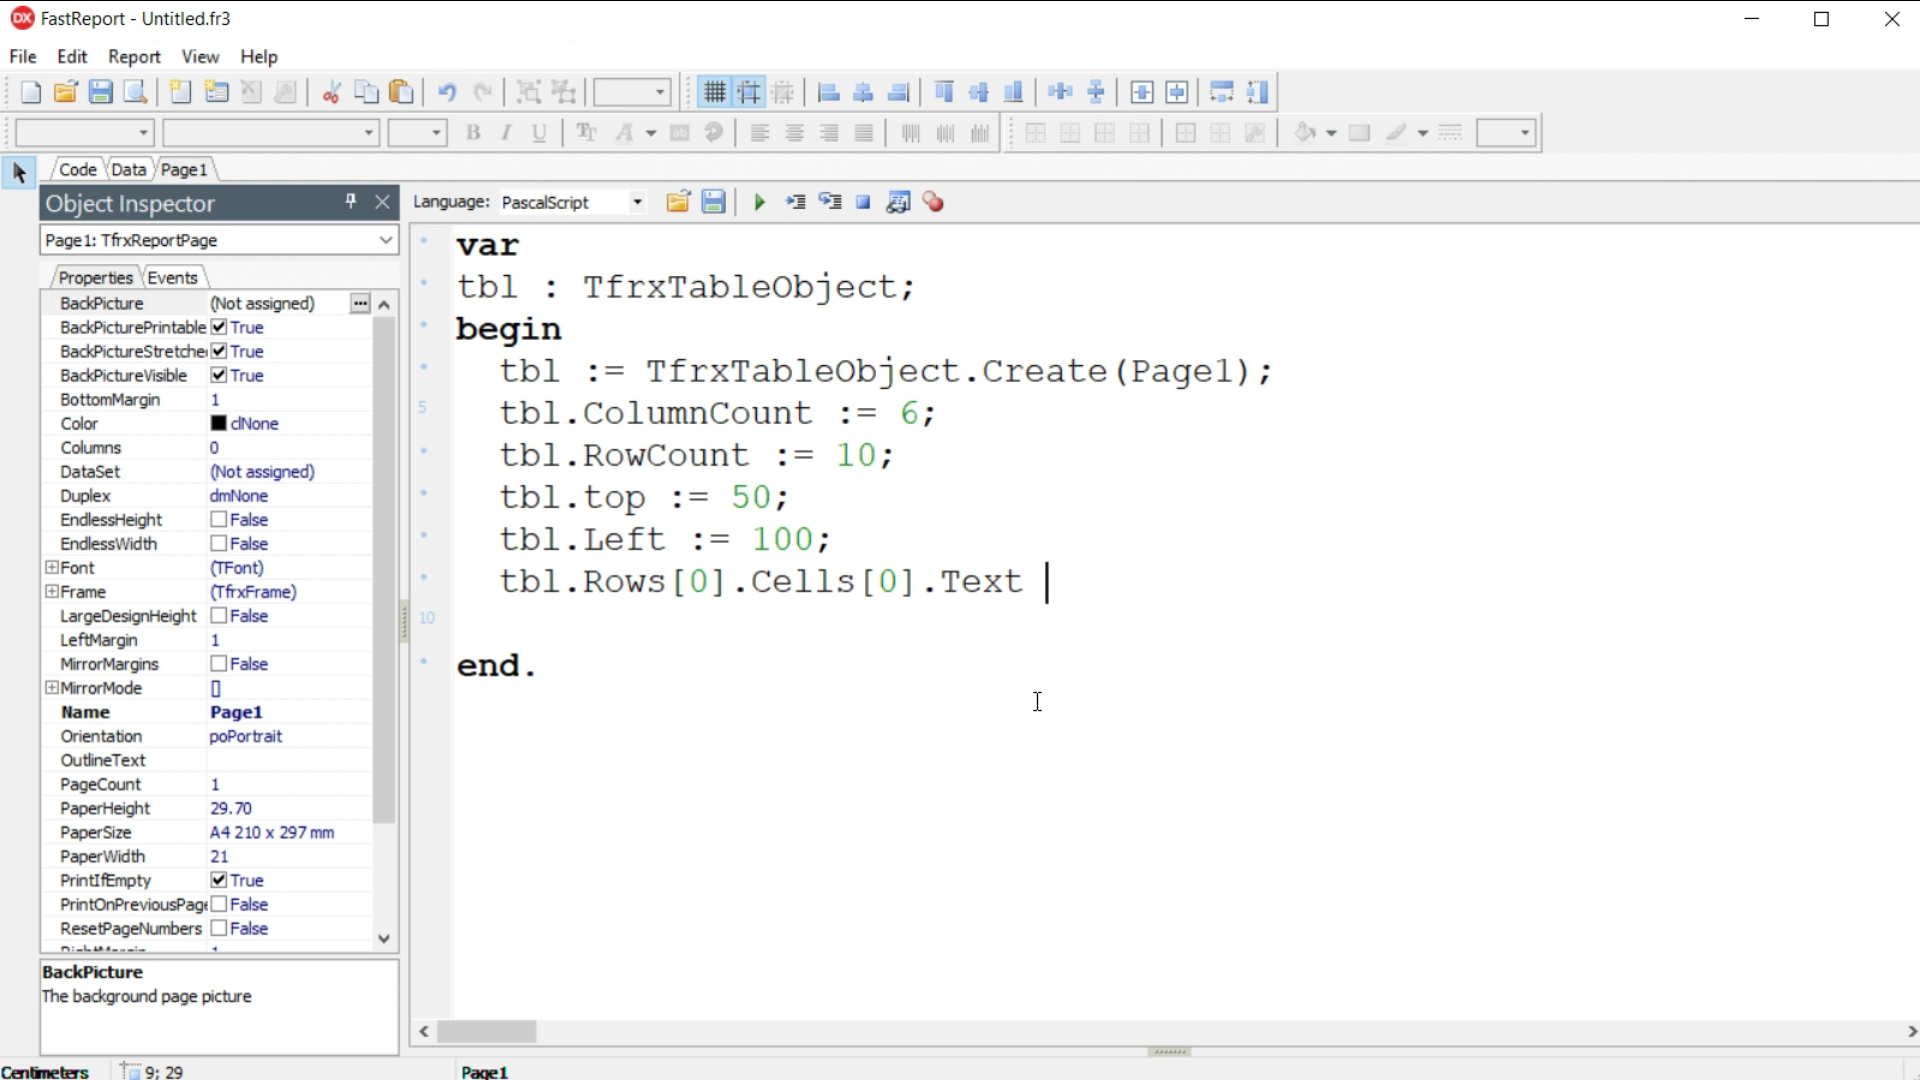 FastReport - Untitled.fr3
File Edit Report View Help
Code Data Page1
Object Inspector
Language: PascalScript
Page1: TfrxReportPage
Properties Events
BackPicture (Not assigned)
BackPicturePrintable True
BackPictureStretche True
BackPictureVisible True
BottomMargin 1
Color clNone
Columns 0
DataSet (Not assigned)
Duplex dmNone
EndlessHeight False
EndlessWidth False
Font (TFont)
Frame (TfrxFrame)
LargeDesignHeight False
LeftMargin 1
MirrorMargins False
MirrorMode []
Name Page1
Orientation poPortrait
OutlineText
PageCount 1
PaperHeight 29.70
PaperSize A4 210 x 297 mm
PaperWidth 21
PrintIfEmpty True
PrintOnPreviousPage False
ResetPageNumbers False
BackPicture
The background page picture
var
tbl : TfrxTableObject;
begin
tbl := TfrxTableObject.Create(Page1);
5 tbl.ColumnCount := 6;
tbl.RowCount := 10;
tbl.top := 50;
tbl.Left := 100;
tbl.Rows[0].Cells[0].Text
10
end.
Centimeters 9; 29 Page1